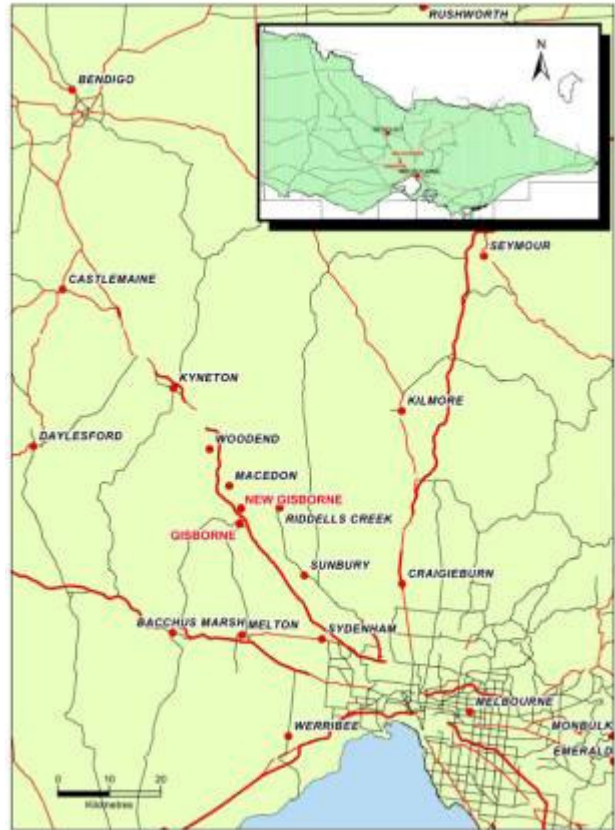 RUSHWORTH
N
BENDIGO
SEYMOUR
CASTLEMAINE
KYNETON
KILMORE
DAYLESFORD
WOODEND
MACEDON
NEW GISBORNE
RIDDELLS CREEK
GISBORNE
SUNBURY
CRAIGIEBURN
BACCHUS MARSH
MELTON
SYDENHAM
MELBOURNE
MONBULK
WERRIBEE
EMERALD
0 10 20
Kilometres